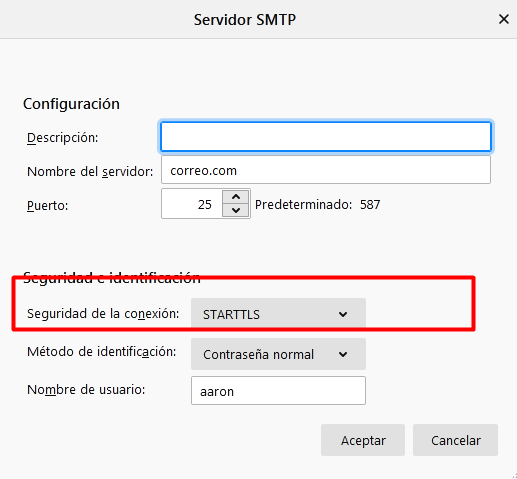 Servidor SMTP
Configuración
Descripción:
Nombre del servidor: correo.com
Puerto: 25 Predeterminado: 587
Seguridad e identificación
Seguridad de la conexión: STARTTLS
Método de identificación: Contraseña normal
Nombre de usuario: aaron
Aceptar Cancelar